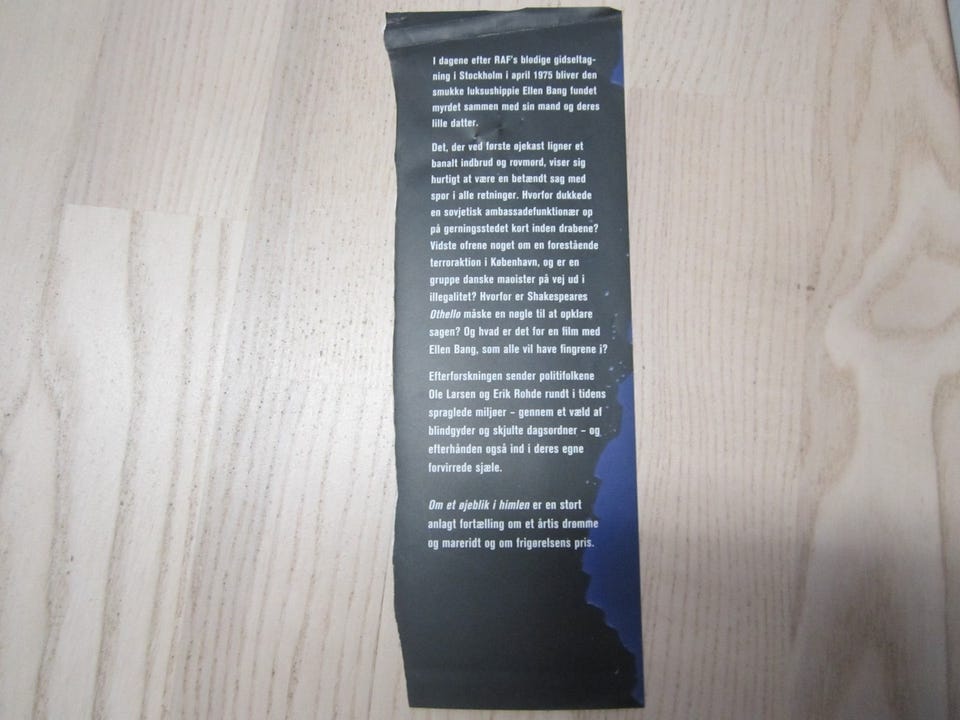 I dagene efter RAF's blodige gidseltag-
ning i Stockholm i april 1975 bliver den
smukke luksushippie Ellen Bang fundet
myrdet sammen med sin mand og deres
lille datter.
Det, der ved første øjekast ligner et
banalt indbrud og rovmord, viser sig
hurtigt at være en betændt sag med
spor i alle retninger. Hvorfor dukkede
en sovjetisk ambassadefunktionær op
på gerningsstedet kort inden drabene?
Vidste ofrene noget om en forestående
terroraktion i København, og er en
gruppe danske maoister på vej ud i
illegalitet? Hvorfor er Shakespeares
Othello måske en nøgle til at opklare
sagen? Og hvad er det for en film med
Ellen Bang, som alle vil have fingrene i?
Efterforskningen sender politifolkene
Ole Larsen og Erik Rohde rundt i tidens
spraglede miljøer – gennem et væld af
blindgyder og skjulte dagsordner – og
efterhånden også ind i deres egne
forvirrede sjæle.
Om et øjeblik i himlen er en stort
anlagt fortælling om et årtis drømme
og mareridt og om frigørelsens pris.